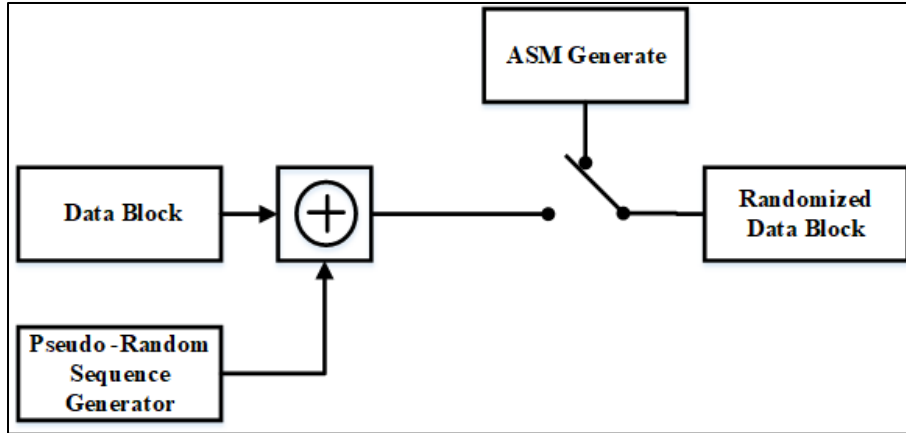 ASM Generate
Data Block
Randomized
Data Block
Pseudo-Random
Sequence
Generator